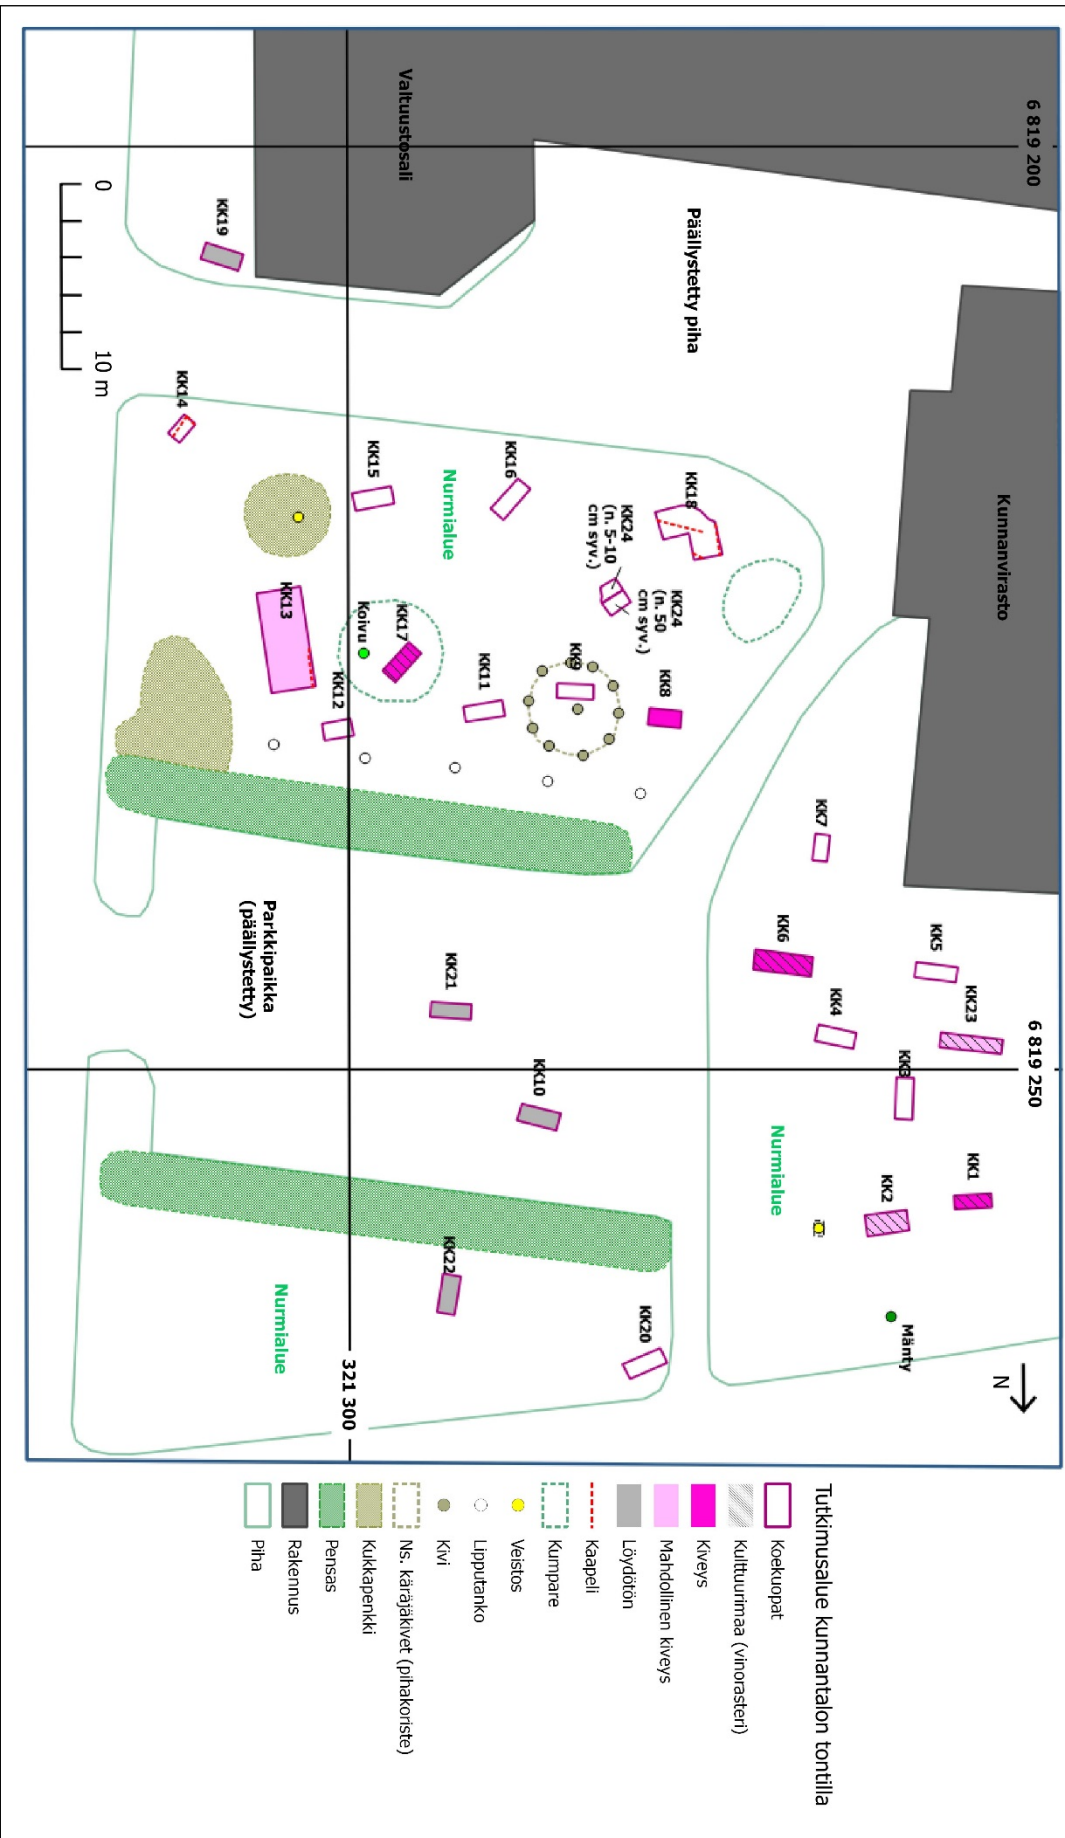 6 819 200
Valtuustosali
0
10 m
KK19
Päällystetty piha
KK14
KK15
Nurmialue
KK16
KK18
KK24
(n. 5-10
cm syv.)
KK24
(n. 50
cm syv.)
Kunnanvirasto
KK13
Koivu
KK17
KK12
KK11
KK9
KK8
KK7
Parkkipaikka
(päällystetty)
KK21
KK6
KK5
KK4
KK23
6 819 250
KK3
KK10
Nurmialue
KK2
KK1
KK22
Nurmialue
KK20
Mänty
321 300
N
Tutkimusalue kunnantalon tontilla
Koekuopat
Kulttuurimaa (vinorasteri)
Kiveys
Mahdollinen kiveys
Löydötön
Kaapeli
Kumpare
Veistos
Lipputanko
Kivi
Ns. käräjäkivet (pihakoriste)
Kukkapenkki
Pensas
Rakennus
Piha